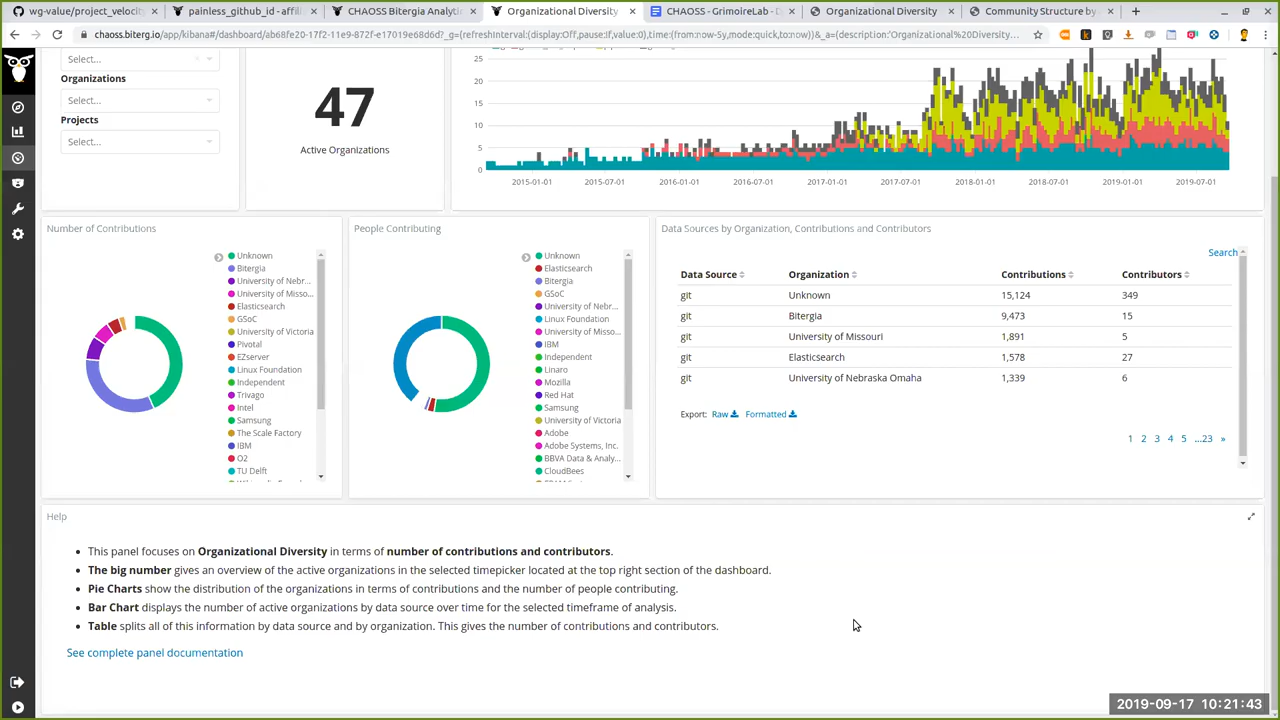 wg-value/project_velocity
painless_github_id - affili
CHAOSS Bitergia Analytic
Organizational Diversity
CHAOSS - GrimoireLab - D
Organizational Diversity
Community Structure by
chaoss.biterg.io/app/kibana#/dashboard/ab68fe20-17f2-11e9-872f-e17019e68d6d?_g=(refreshInterval:(display:Off,pause:!f,value:0),time:(from:now-5y,mode:quick,to:now))&_a=(description:'Organizational%20Diversity...
Select...
Organizations
Select...
Projects
Select...
47
Active Organizations
25
20
15
10
5
0
2015-01-01
2015-07-01
2016-01-01
2016-07-01
2017-01-01
2017-07-01
2018-01-01
2018-07-01
2019-01-01
2019-07-01
Number of Contributions
Unknown
Bitergia
University of Nebr...
University of Misso...
Elasticsearch
GSoC
University of Victoria
Pivotal
EZserver
Linux Foundation
Independent
Trivago
Intel
Samsung
The Scale Factory
IBM
O2
TU Delft
People Contributing
Unknown
Elasticsearch
Bitergia
GSoC
University of Nebr...
Linux Foundation
University of Misso...
IBM
Independent
Linaro
Mozilla
Red Hat
Samsung
University of Victoria
Adobe
Adobe Systems, Inc.
BBVA Data & Analy...
CloudBees
Data Sources by Organization, Contributions and Contributors
Search
Data Source Organization Contributions Contributors
git Unknown 15,124 349
git Bitergia 9,473 15
git University of Missouri 1,891 5
git Elasticsearch 1,578 27
git University of Nebraska Omaha 1,339 6
Export: Raw Formatted
1 2 3 4 5 ...23 »
Help
• This panel focuses on Organizational Diversity in terms of number of contributions and contributors.
• The big number gives an overview of the active organizations in the selected timepicker located at the top right section of the dashboard.
• Pie Charts show the distribution of the organizations in terms of contributions and the number of people contributing.
• Bar Chart displays the number of active organizations by data source over time for the selected timeframe of analysis.
• Table splits all of this information by data source and by organization. This gives the number of contributions and contributors.
See complete panel documentation
2019-09-17 10:21:43